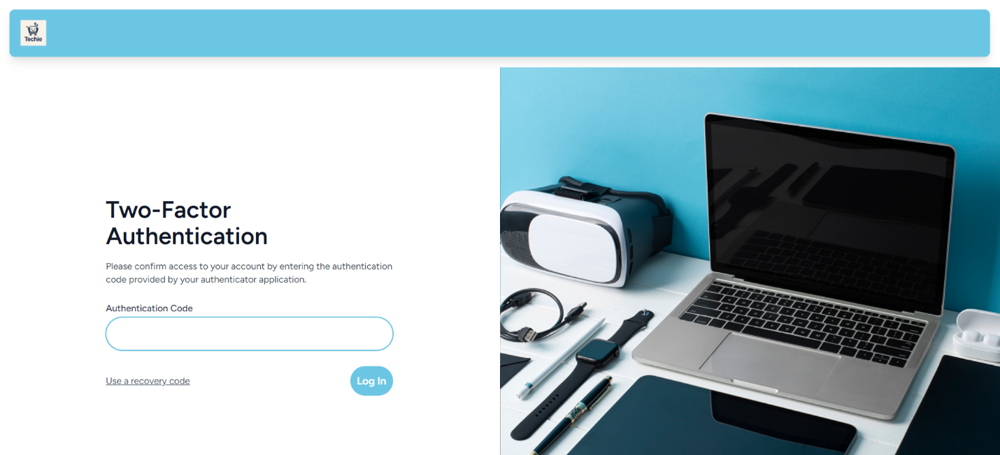 Techie
Two-Factor
Authentication
Please confirm access to your account by entering the authentication
code provided by your authenticator application.
Authentication Code
Use a recovery code
Log In